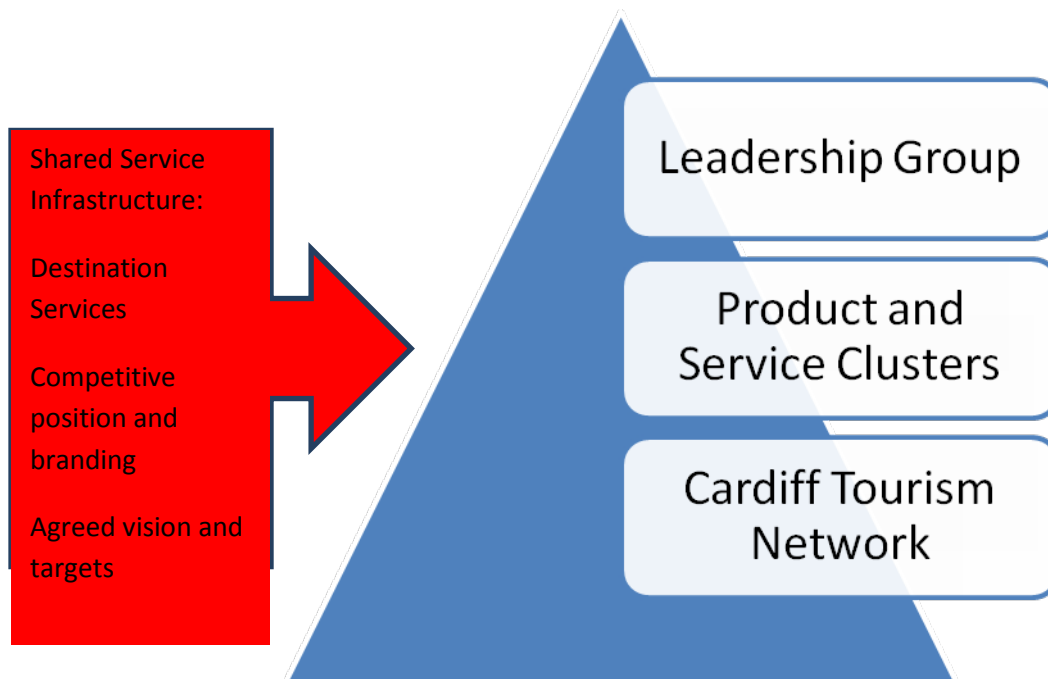 Shared Service
Infrastructure:
Destination
Services
Competitive
position and
branding
Agreed vision and
targets
Leadership Group
Product and
Service Clusters
Cardiff Tourism
Network